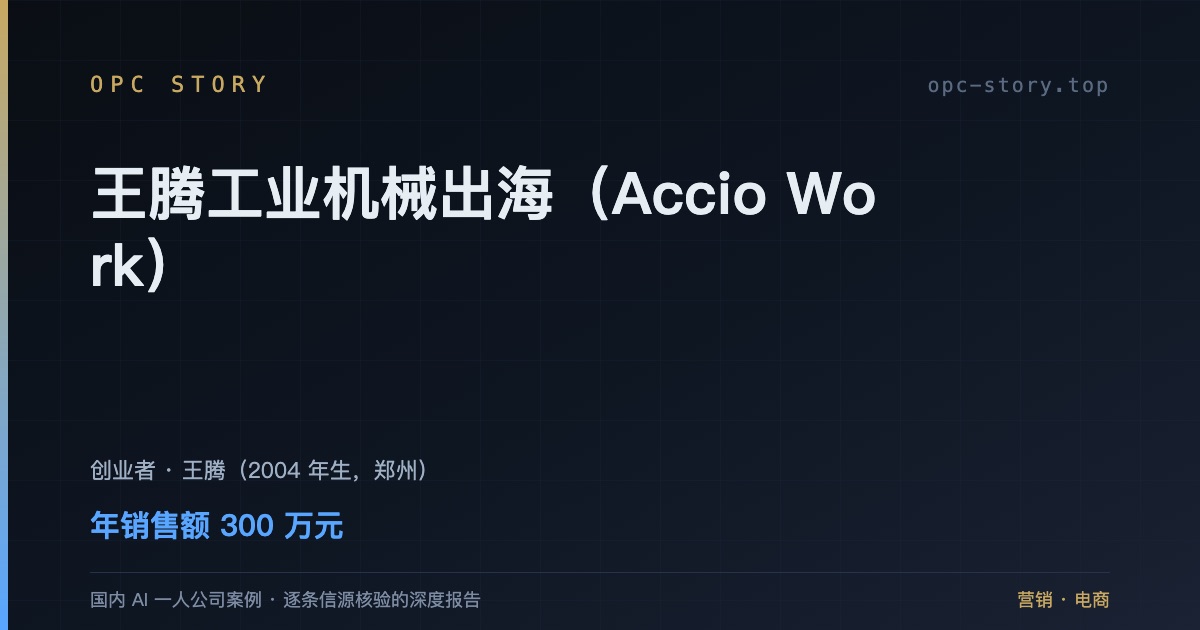 OPC STORY
opc-story.top
王腾工业机械出海（Accio Wo
rk）
创业者 · 王腾（2004 年生，郑州）
年销售额 300 万元
国内 AI 一人公司案例 · 逐条信源核验的深度报告
营销 · 电商